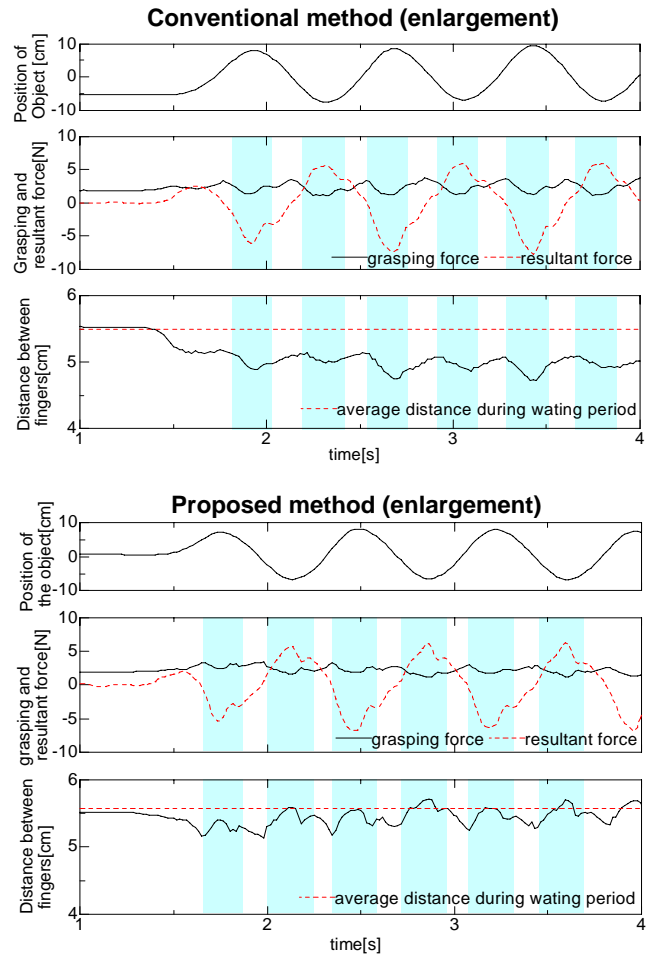 Conventional method (enlargement)
Position of
Object [cm]
10
0
-10
Grasping and
resultant force[N]
10
5
0
-5
-10
grasping force
resultant force
Distance between
fingers[cm]
6
5
4
average distance during wating period
1
2
3
4
time[s]
Proposed method (enlargement)
Position of
the object[cm]
10
0
-10
grasping and
resultant force[N]
10
5
0
-5
-10
grasping force
resultant force
Distance between
fingers[cm]
6
5
4
average distance during wating period
1
2
3
4
time[s]